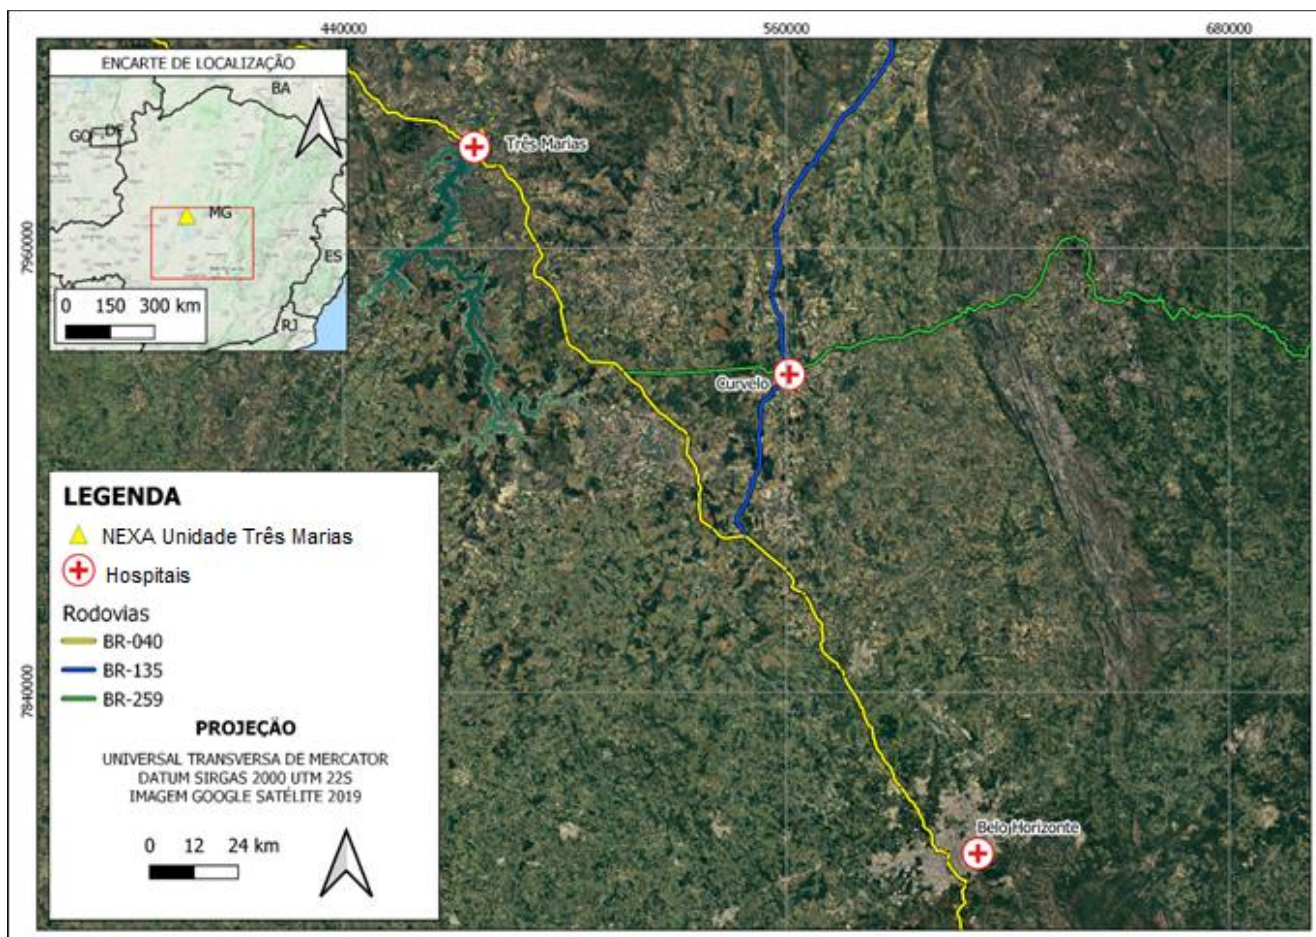 440000
560000
680000
ENCARTE DE LOCALIZAÇÃO
BA
GO
DF
MG
ES
RJ
0 150 300 km
7960000
7840000
Três Marias
Curvelo
Belo Horizonte
LEGENDA
NEXA Unidade Três Marias
Hospitais
Rodovias
BR-040
BR-135
BR-259
PROJEÇÃO
UNIVERSAL TRANSVERSA DE MERCATOR
DATUM SIRGAS 2000 UTM 22S
IMAGEM GOOGLE SATÉLITE 2019
0 12 24 km